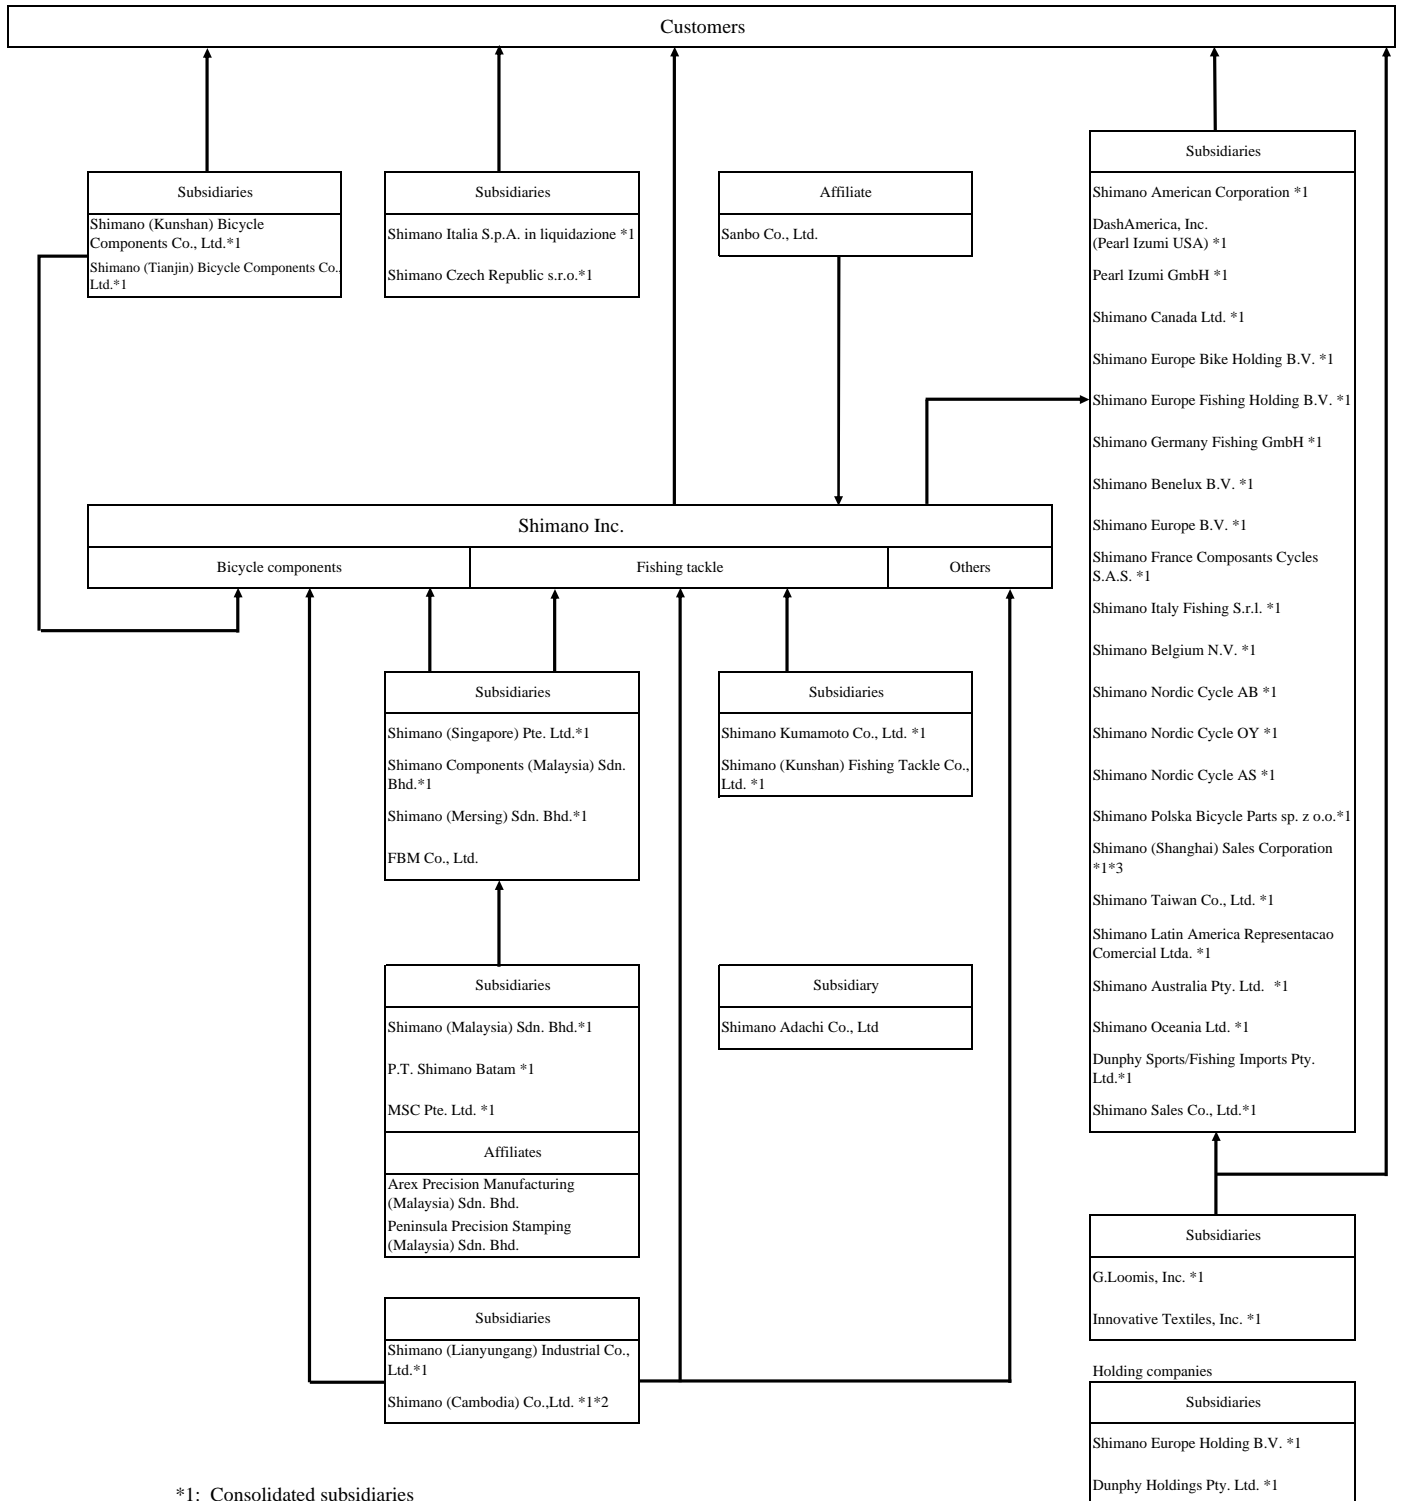 Customers
Subsidiaries
Shimano (Kunshan) Bicycle
Components Co., Ltd.*1
Shimano (Tianjin) Bicycle Components Co.,
Ltd.*1
Subsidiaries
Shimano Italia S.p.A. in liquidazione *1
Shimano Czech Republic s.r.o.*1
Affiliate
Sanbo Co., Ltd.
Subsidiaries
Shimano American Corporation *1
DashAmerica, Inc.
(Pearl Izumi USA) *1
Pearl Izumi GmbH *1
Shimano Canada Ltd. *1
Shimano Europe Bike Holding B.V. *1
Shimano Europe Fishing Holding B.V. *1
Shimano Germany Fishing GmbH *1
Shimano Benelux B.V. *1
Shimano Europe B.V. *1
Shimano France Composants Cycles
S.A.S. *1
Shimano Italy Fishing S.r.l. *1
Shimano Belgium N.V. *1
Shimano Nordic Cycle AB *1
Shimano Nordic Cycle OY *1
Shimano Nordic Cycle AS *1
Shimano Polska Bicycle Parts sp. z o.o.*1
Shimano (Shanghai) Sales Corporation
*1*3
Shimano Taiwan Co., Ltd. *1
Shimano Latin America Representacao
Comercial Ltda. *1
Shimano Australia Pty. Ltd. *1
Shimano Oceania Ltd. *1
Dunphy Sports/Fishing Imports Pty.
Ltd.*1
Shimano Sales Co., Ltd.*1
Shimano Inc.
Bicycle components
Fishing tackle
Others
Subsidiaries
Shimano (Singapore) Pte. Ltd.*1
Shimano Components (Malaysia) Sdn.
Bhd.*1
Shimano (Mersing) Sdn. Bhd.*1
FBM Co., Ltd.
Subsidiaries
Shimano Kumamoto Co., Ltd. *1
Shimano (Kunshan) Fishing Tackle Co.,
Ltd. *1
Subsidiaries
Shimano (Malaysia) Sdn. Bhd.*1
P.T. Shimano Batam *1
MSC Pte. Ltd. *1
Affiliates
Arex Precision Manufacturing
(Malaysia) Sdn. Bhd.
Peninsula Precision Stamping
(Malaysia) Sdn. Bhd.
Subsidiary
Shimano Adachi Co., Ltd
Subsidiaries
G.Loomis, Inc. *1
Innovative Textiles, Inc. *1
Subsidiaries
Shimano (Lianyungang) Industrial Co.,
Ltd.*1
Shimano (Cambodia) Co.,Ltd. *1*2
Holding companies
Subsidiaries
Shimano Europe Holding B.V. *1
Dunphy Holdings Pty. Ltd. *1
*1: Consolidated subsidiaries